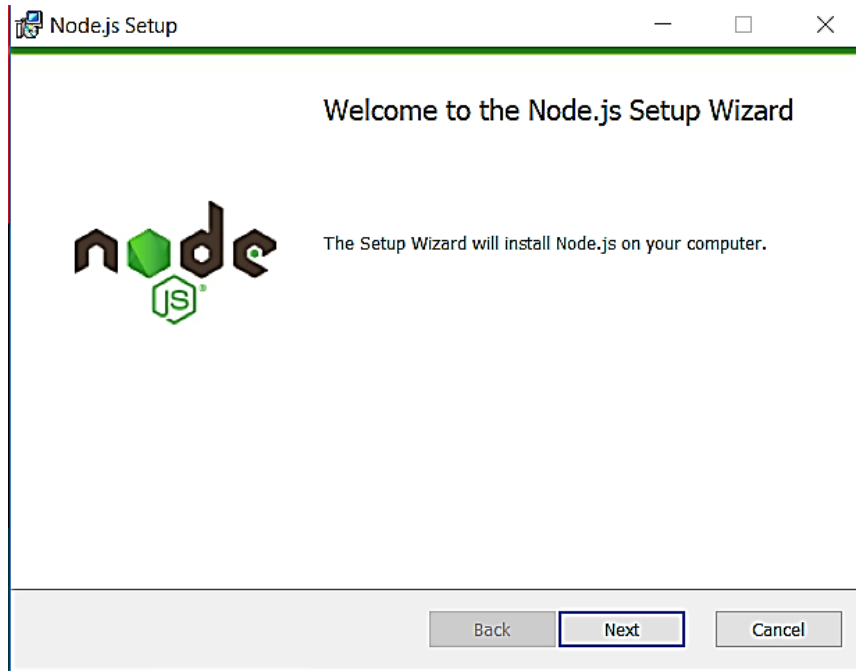 Node.js Setup
Welcome to the Node.js Setup Wizard
node
JS®
The Setup Wizard will install Node.js on your computer.
Back
Next
Cancel